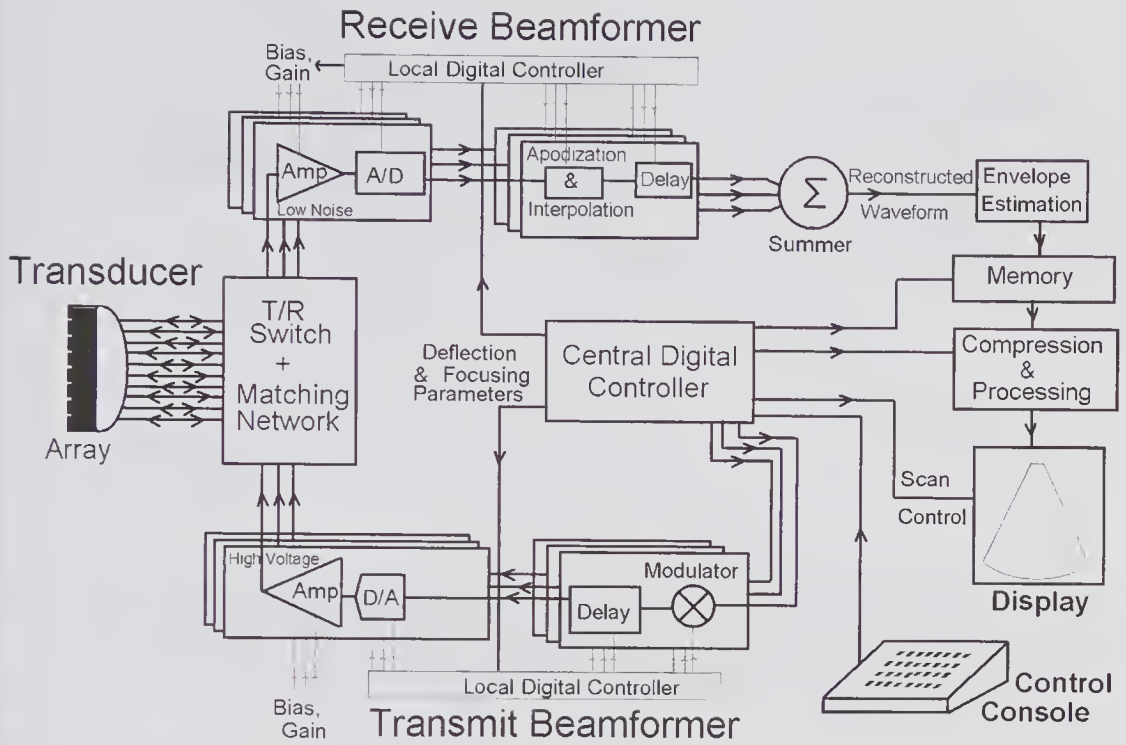 Receive Beamformer
Bias,
Gain
Local Digital Controller
Amp
A/D
Low Noise
Apodization
&
Interpolation
Delay
Σ
Summer
Reconstructed
Waveform
Envelope
Estimation
Memory
Compression
&
Processing
Transducer
Array
T/R
Switch
+
Matching
Network
Deflection
& Focusing
Parameters
Central Digital
Controller
Scan
Control
Display
High Voltage
Amp
D/A
Delay
Modulator
Local Digital Controller
Bias,
Gain
Transmit Beamformer
Control
Console